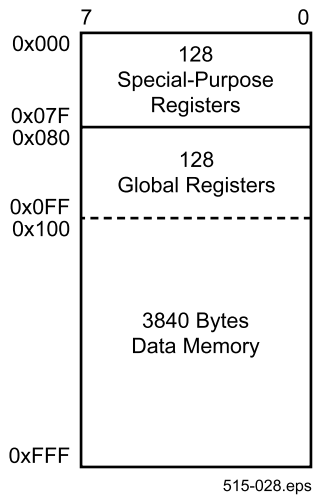 7 0
0x000
128
Special-Purpose
Registers
0x07F
0x080
128
Global Registers
0x0FF
0x100
3840 Bytes
Data Memory
0xFFF
515-028.eps